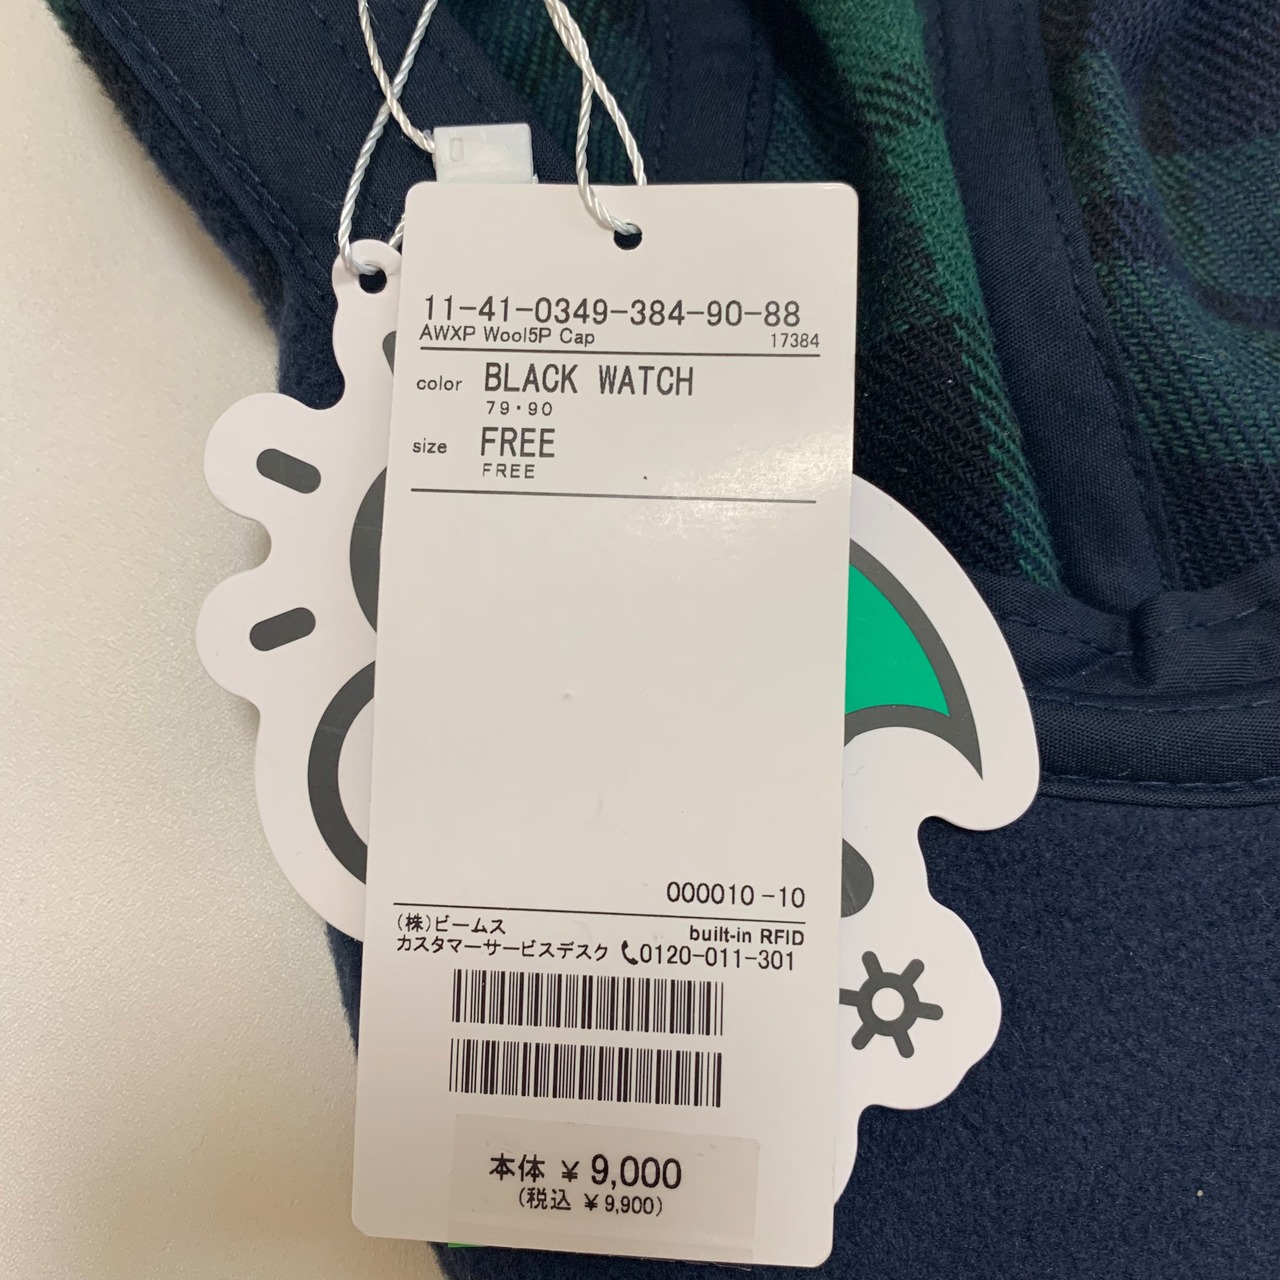 11-41-0349-384-90-88
AWXP Wool5P Cap 17384
color BLACK WATCH
79・90
size FREE
FREE
000010-10
(株)ビームス built-in RFID
カスタマーサービスデスク 0120-011-301
本体 ¥9,000
(税込 ¥9,900)